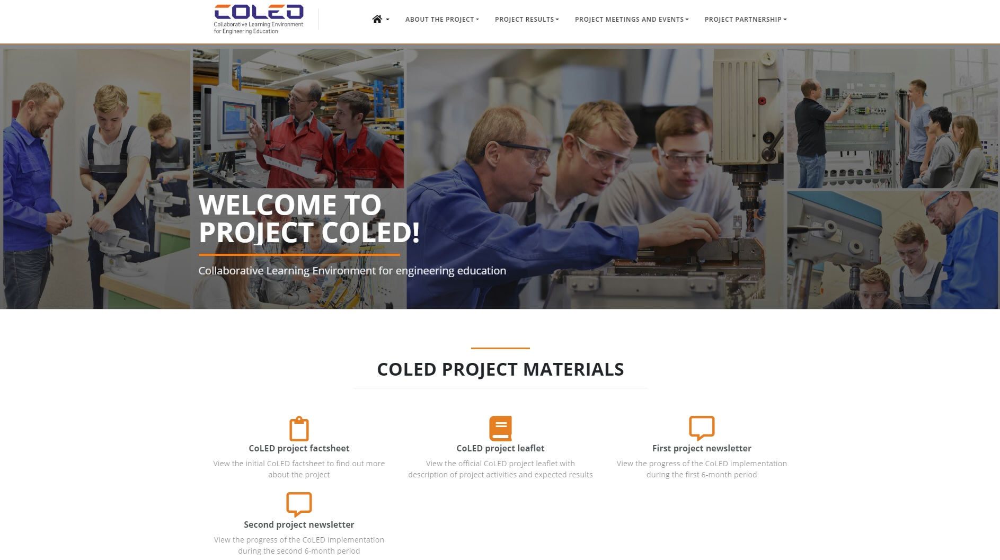 COLED
Collaborative Learning Environment
for Engineering Education
ABOUT THE PROJECT
PROJECT RESULTS
PROJECT MEETINGS AND EVENTS
PROJECT PARTNERSHIP
WELCOME TO
PROJECT COLED!
Collaborative Learning Environment for engineering education
COLED PROJECT MATERIALS
CoLED project factsheet
View the initial CoLED factsheet to find out more
about the project
CoLED project leaflet
View the official CoLED project leaflet with
description of project activities and expected results
First project newsletter
View the progress of the CoLED implementation
during the first 6-month period
Second project newsletter
View the progress of the CoLED implementation
during the second 6-month period